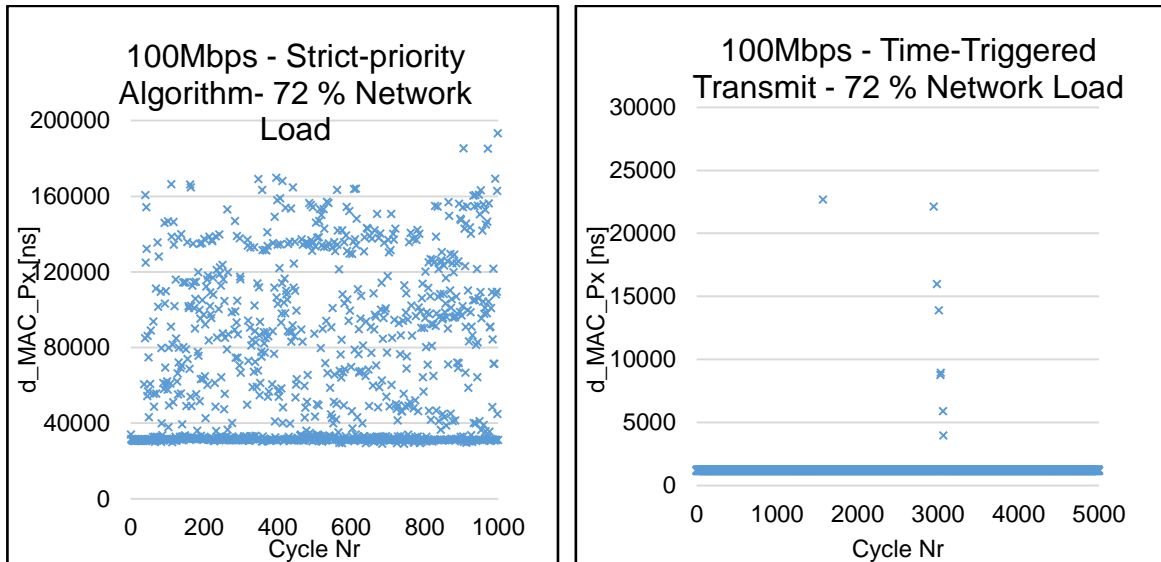 100Mbps - Strict-priority
Algorithm- 72 % Network
Load
200000
160000
120000
80000
40000
0
d_MAC_Px [ns]
0 200 400 600 800 1000
Cycle Nr
100Mbps - Time-Triggered
Transmit - 72 % Network Load
30000
25000
20000
15000
10000
5000
0
d_MAC_Px [ns]
0 1000 2000 3000 4000 5000
Cycle Nr